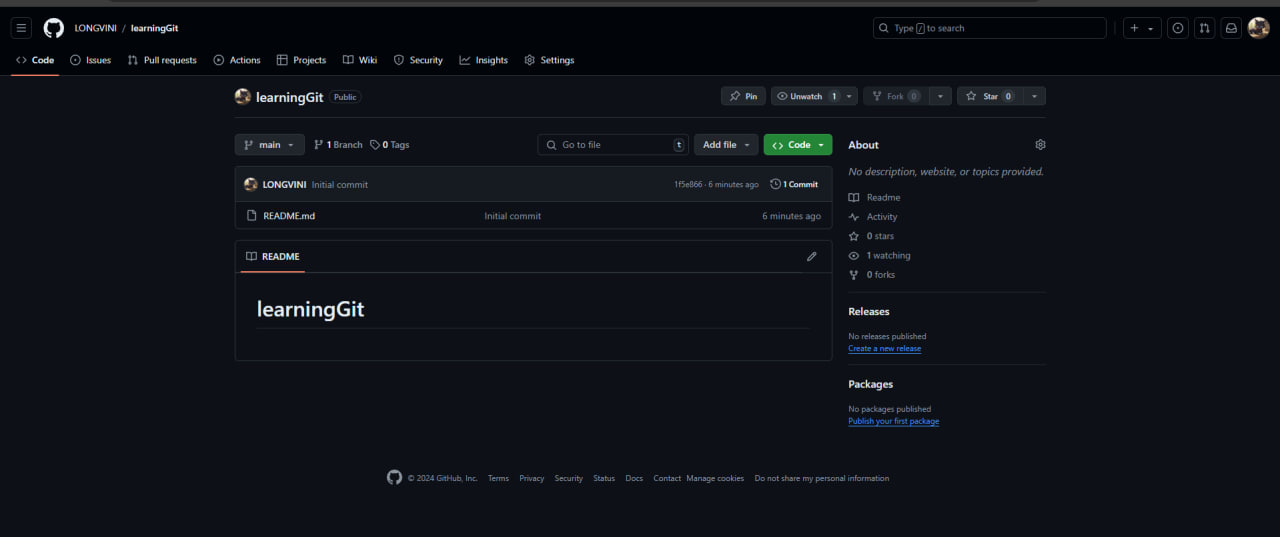 LONGVINI / learningGit
Type / to search
Code Issues Pull requests Actions Projects Wiki Security Insights Settings
learningGit Public
Pin Unwatch 1 Fork 0 Star 0
main 1 Branch 0 Tags
Go to file t Add file Code
LONGVINI Initial commit 1f5e866 · 6 minutes ago 1 Commit
README.md Initial commit 6 minutes ago
README
learningGit
About
No description, website, or topics provided.
Readme
Activity
0 stars
1 watching
0 forks
Releases
No releases published
Create a new release
Packages
No packages published
Publish your first package
© 2024 GitHub, Inc. Terms Privacy Security Status Docs Contact Manage cookies Do not share my personal information